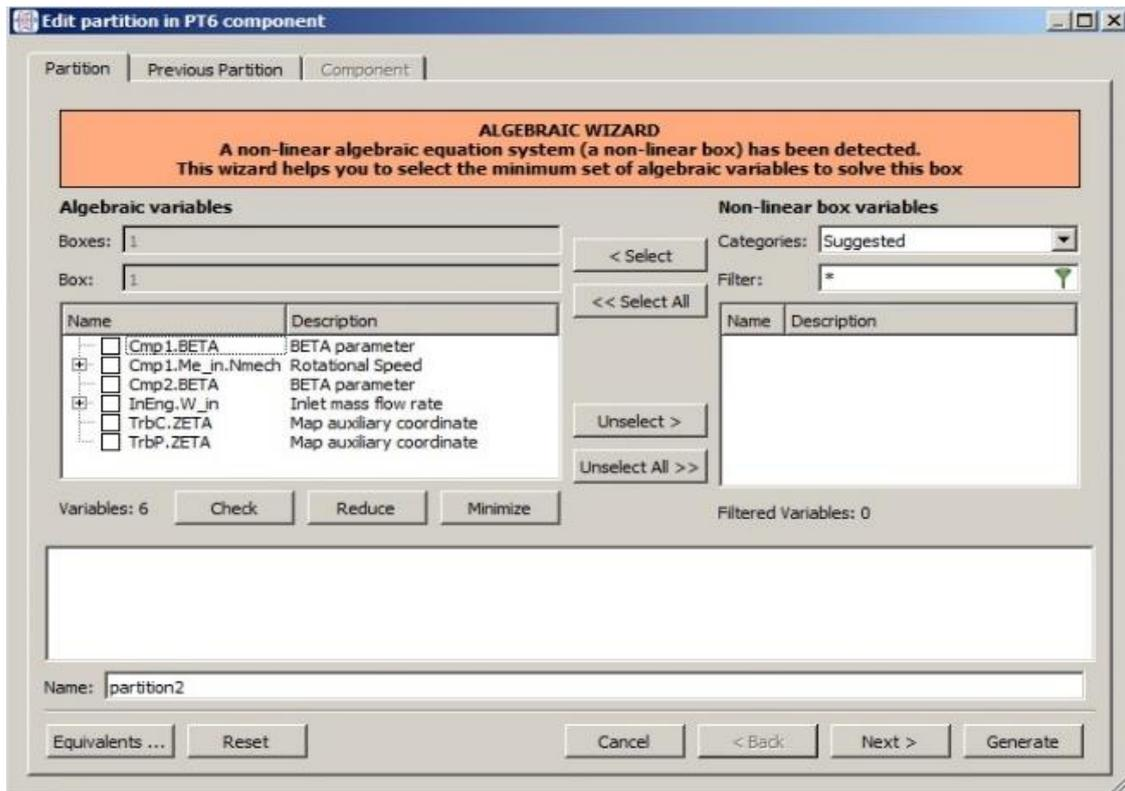 Edit partition in PT6 component
Partition Previous Partition Component
ALGEBRAIC WIZARD
A non-linear algebraic equation system (a non-linear box) has been detected.
This wizard helps you to select the minimum set of algebraic variables to solve this box
Algebraic variables
Boxes: 1
Box: 1
Name Description
Cmp1.BETA BETA parameter
Cmp1.Me_in.Nmech Rotational Speed
Cmp2.BETA BETA parameter
InEng.W_in Inlet mass flow rate
TrbC.ZETA Map auxiliary coordinate
TrbP.ZETA Map auxiliary coordinate
Variables: 6 Check Reduce Minimize
< Select
<< Select All
Unselect >
Unselect All >>
Non-linear box variables
Categories: Suggested
Filter: *
Name Description
Filtered Variables: 0
Name: partition2
Equivalents ... Reset Cancel < Back Next > Generate